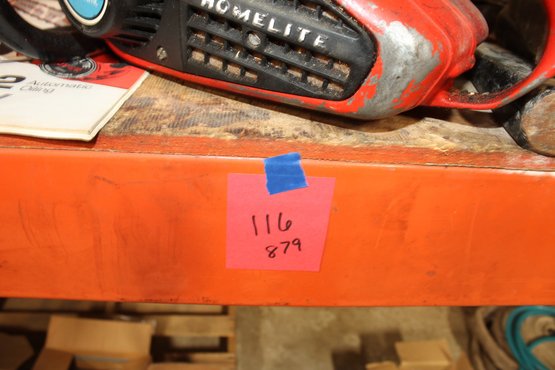 HOMELITE
Automatic
Oiling
116
879